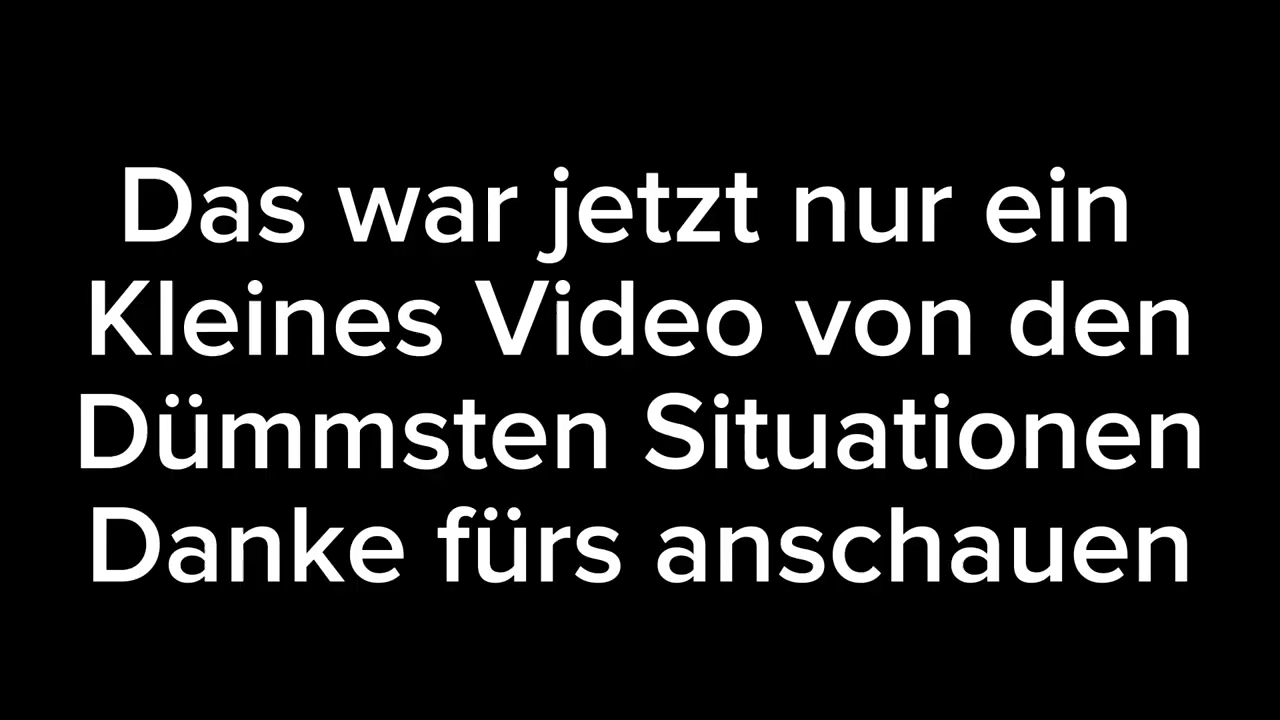 Das war jetzt nur ein
Kleines Video von den
Dümmsten Situationen
Danke fürs anschauen